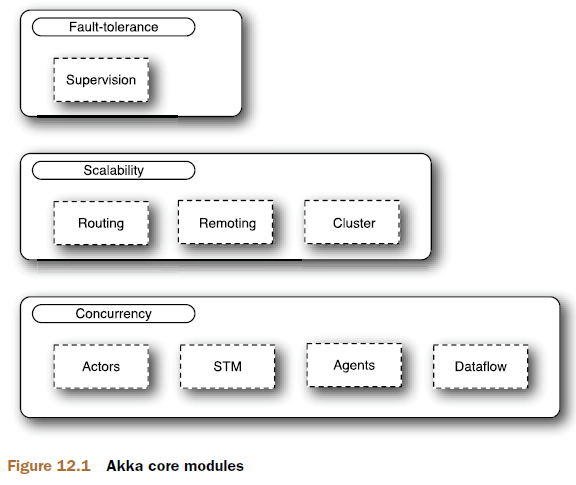 Fault-tolerance
Supervision
Scalability
Routing Remoting Cluster
Concurrency
Actors STM Agents Dataflow
Figure 12.1 Akka core modules